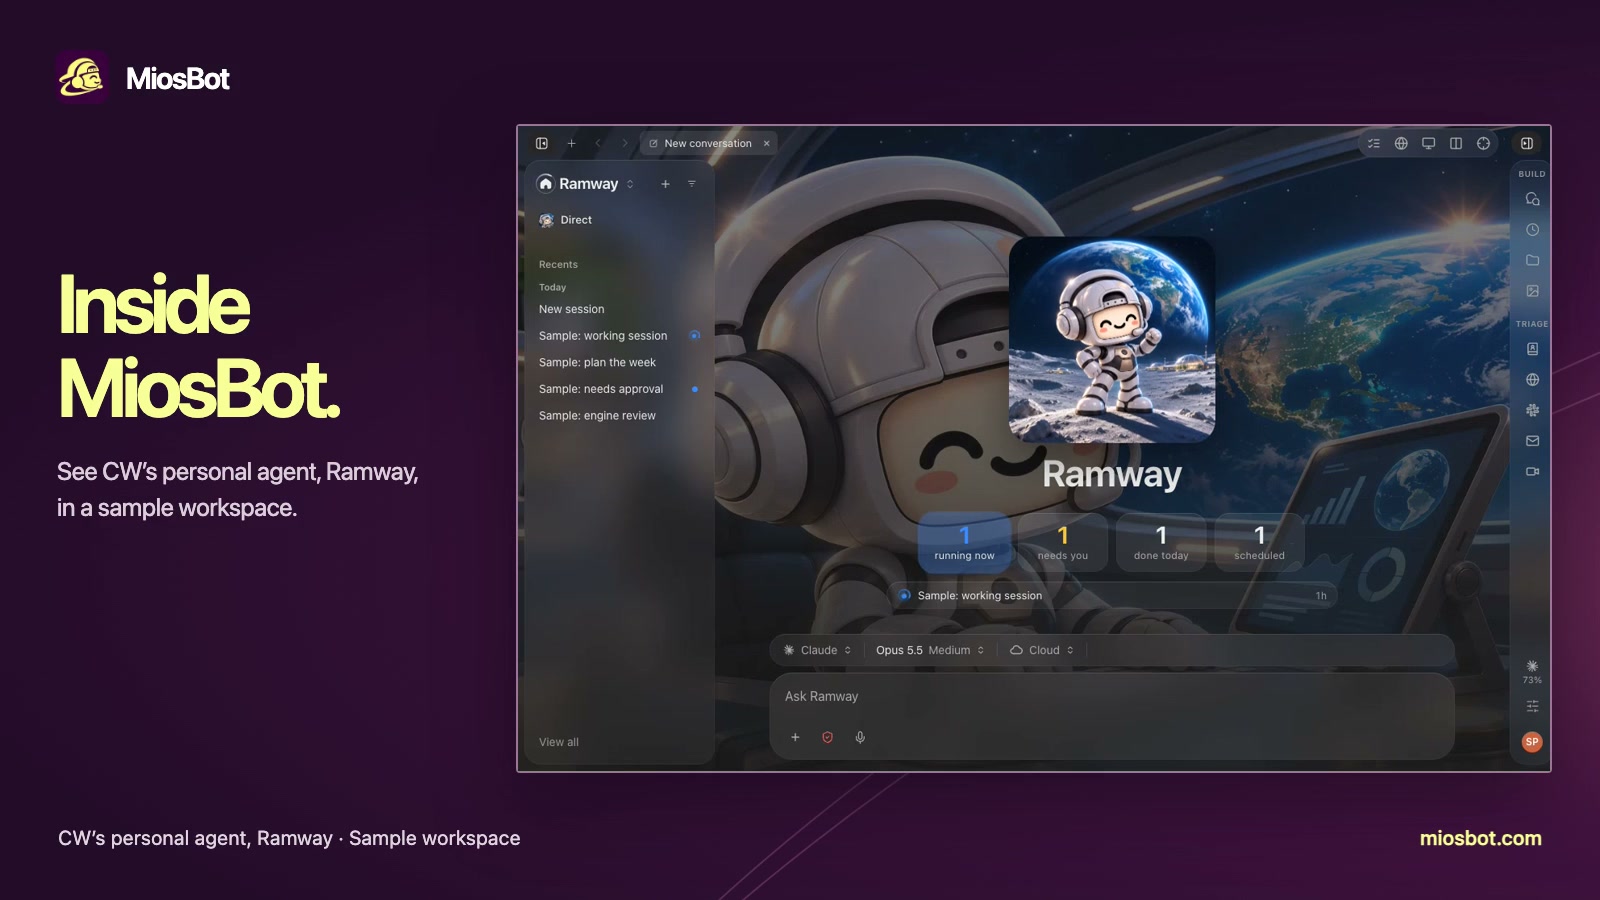 MiosBot
Inside
MiosBot.
See CW’s personal agent, Ramway,
in a sample workspace.
New conversation
Ramway
Direct
Recents
Today
New session
Sample: working session
Sample: plan the week
Sample: needs approval
Sample: engine review
View all
Ramway
1 running now
1 needs you
1 done today
1 scheduled
Sample: working session 1h
Claude Opus 5.5 Medium Cloud
Ask Ramway
BUILD
TRIAGE
73%
SP
CW’s personal agent, Ramway · Sample workspace
miosbot.com